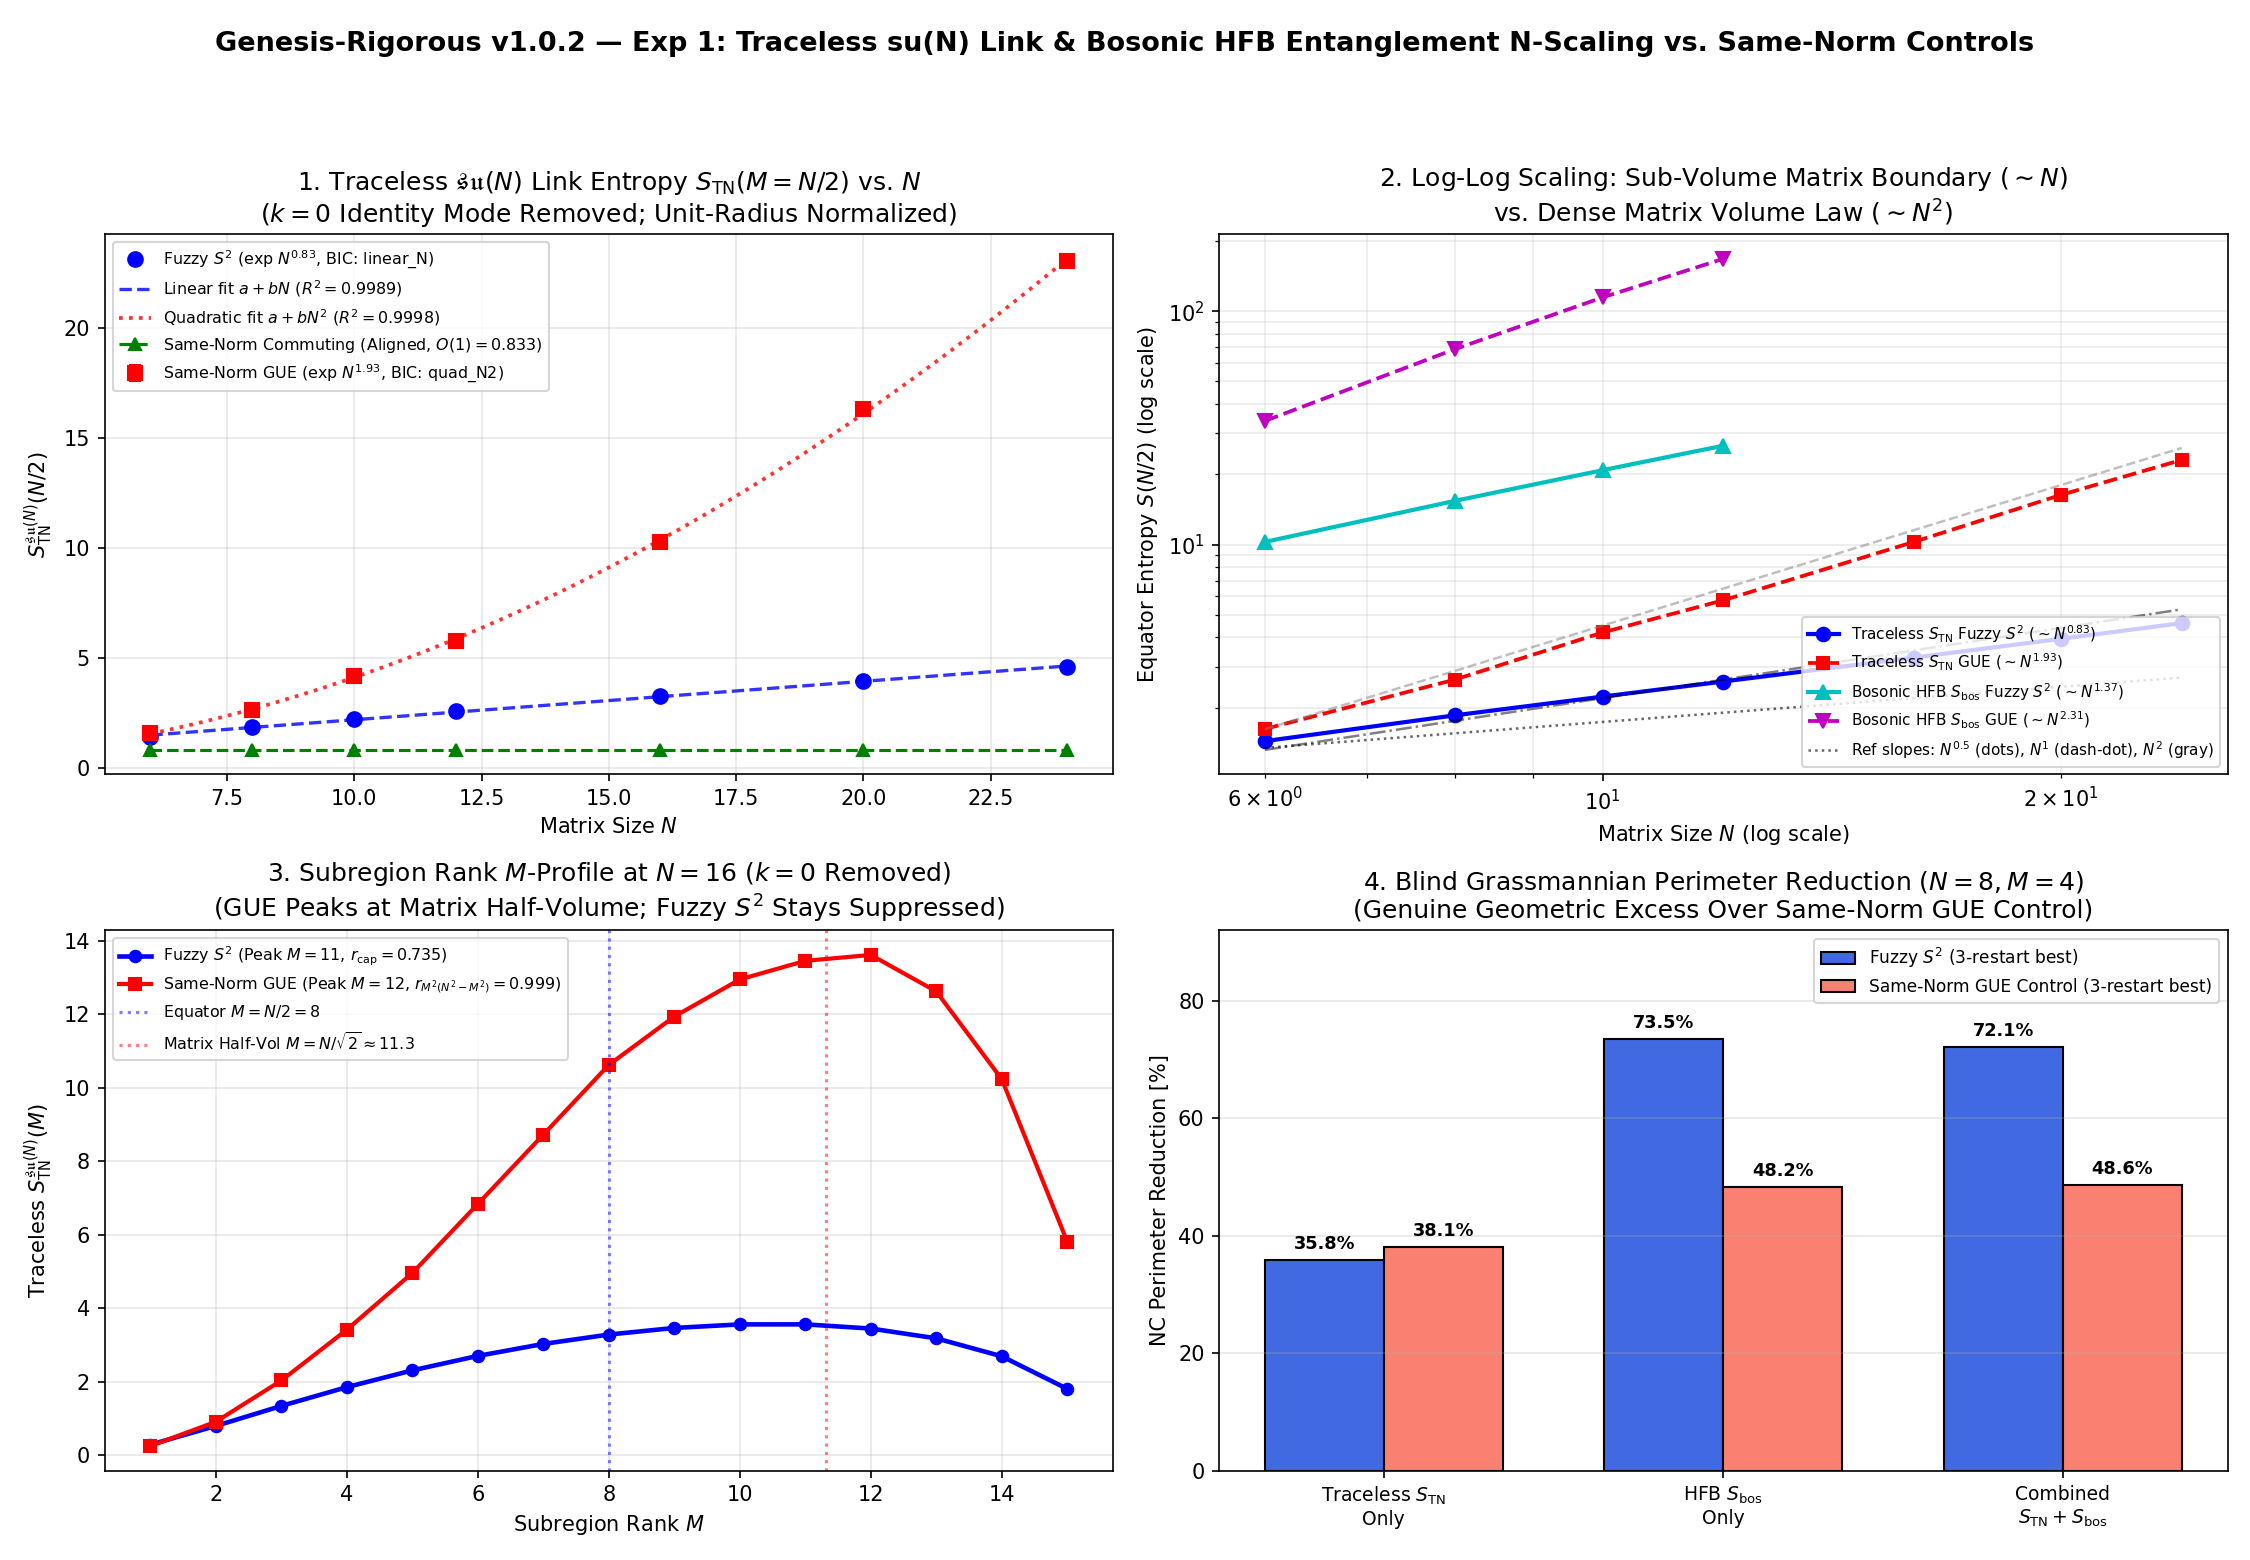 Genesis-Rigorous v1.0.2 — Exp 1: Traceless su(N) Link & Bosonic HFB Entanglement N-Scaling vs. Same-Norm Controls
1. Traceless 𝔰𝔲(N) Link Entropy S_TN(M = N/2) vs. N
(k = 0 Identity Mode Removed; Unit-Radius Normalized)
Fuzzy S² (exp N^0.83, BIC: linear_N)
Linear fit a + bN (R² = 0.9989)
Quadratic fit a + bN² (R² = 0.9998)
Same-Norm Commuting (Aligned, O(1) = 0.833)
Same-Norm GUE (exp N^1.93, BIC: quad_N2)
S_TN^𝔰𝔲(N)(N/2)
20
15
10
5
0
7.5 10.0 12.5 15.0 17.5 20.0 22.5
Matrix Size N
2. Log-Log Scaling: Sub-Volume Matrix Boundary (∼ N)
vs. Dense Matrix Volume Law (∼ N²)
Equator Entropy S(N/2) (log scale)
10²
10¹
Traceless S_TN Fuzzy S² (∼ N^0.83)
Traceless S_TN GUE (∼ N^1.93)
Bosonic HFB S_bos Fuzzy S² (∼ N^1.37)
Bosonic HFB S_bos GUE (∼ N^2.31)
Ref slopes: N^0.5 (dots), N¹ (dash-dot), N² (gray)
6 × 10⁰ 10¹ 2 × 10¹
Matrix Size N (log scale)
3. Subregion Rank M-Profile at N = 16 (k = 0 Removed)
(GUE Peaks at Matrix Half-Volume; Fuzzy S² Stays Suppressed)
Fuzzy S² (Peak M = 11, r_cap = 0.735)
Same-Norm GUE (Peak M = 12, r_M²(N²−M²) = 0.999)
Equator M = N/2 = 8
Matrix Half-Vol M = N/√2 ≈ 11.3
Traceless S_TN^𝔰𝔲(N)(M)
14
12
10
8
6
4
2
0
2 4 6 8 10 12 14
Subregion Rank M
4. Blind Grassmannian Perimeter Reduction (N = 8, M = 4)
(Genuine Geometric Excess Over Same-Norm GUE Control)
Fuzzy S² (3-restart best)
Same-Norm GUE Control (3-restart best)
NC Perimeter Reduction [%]
80
60
40
20
0
35.8% 38.1% 73.5% 48.2% 72.1% 48.6%
Traceless S_TN
Only
HFB S_bos
Only
Combined
S_TN + S_bos